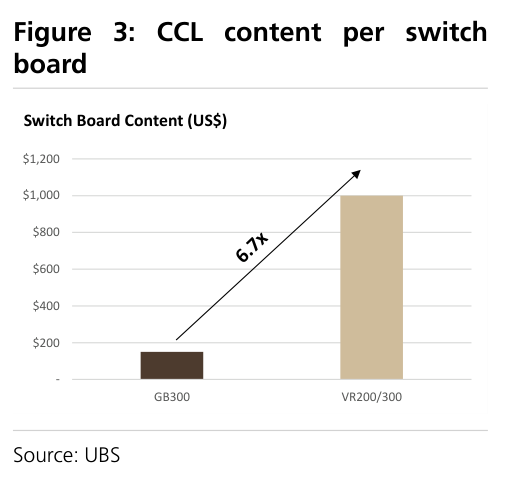 Figure 3: CCL content per switch
board
Switch Board Content (US$)
$1,200
$1,000
$800
$600
$400
$200
-
6.7x
GB300 VR200/300
Source: UBS